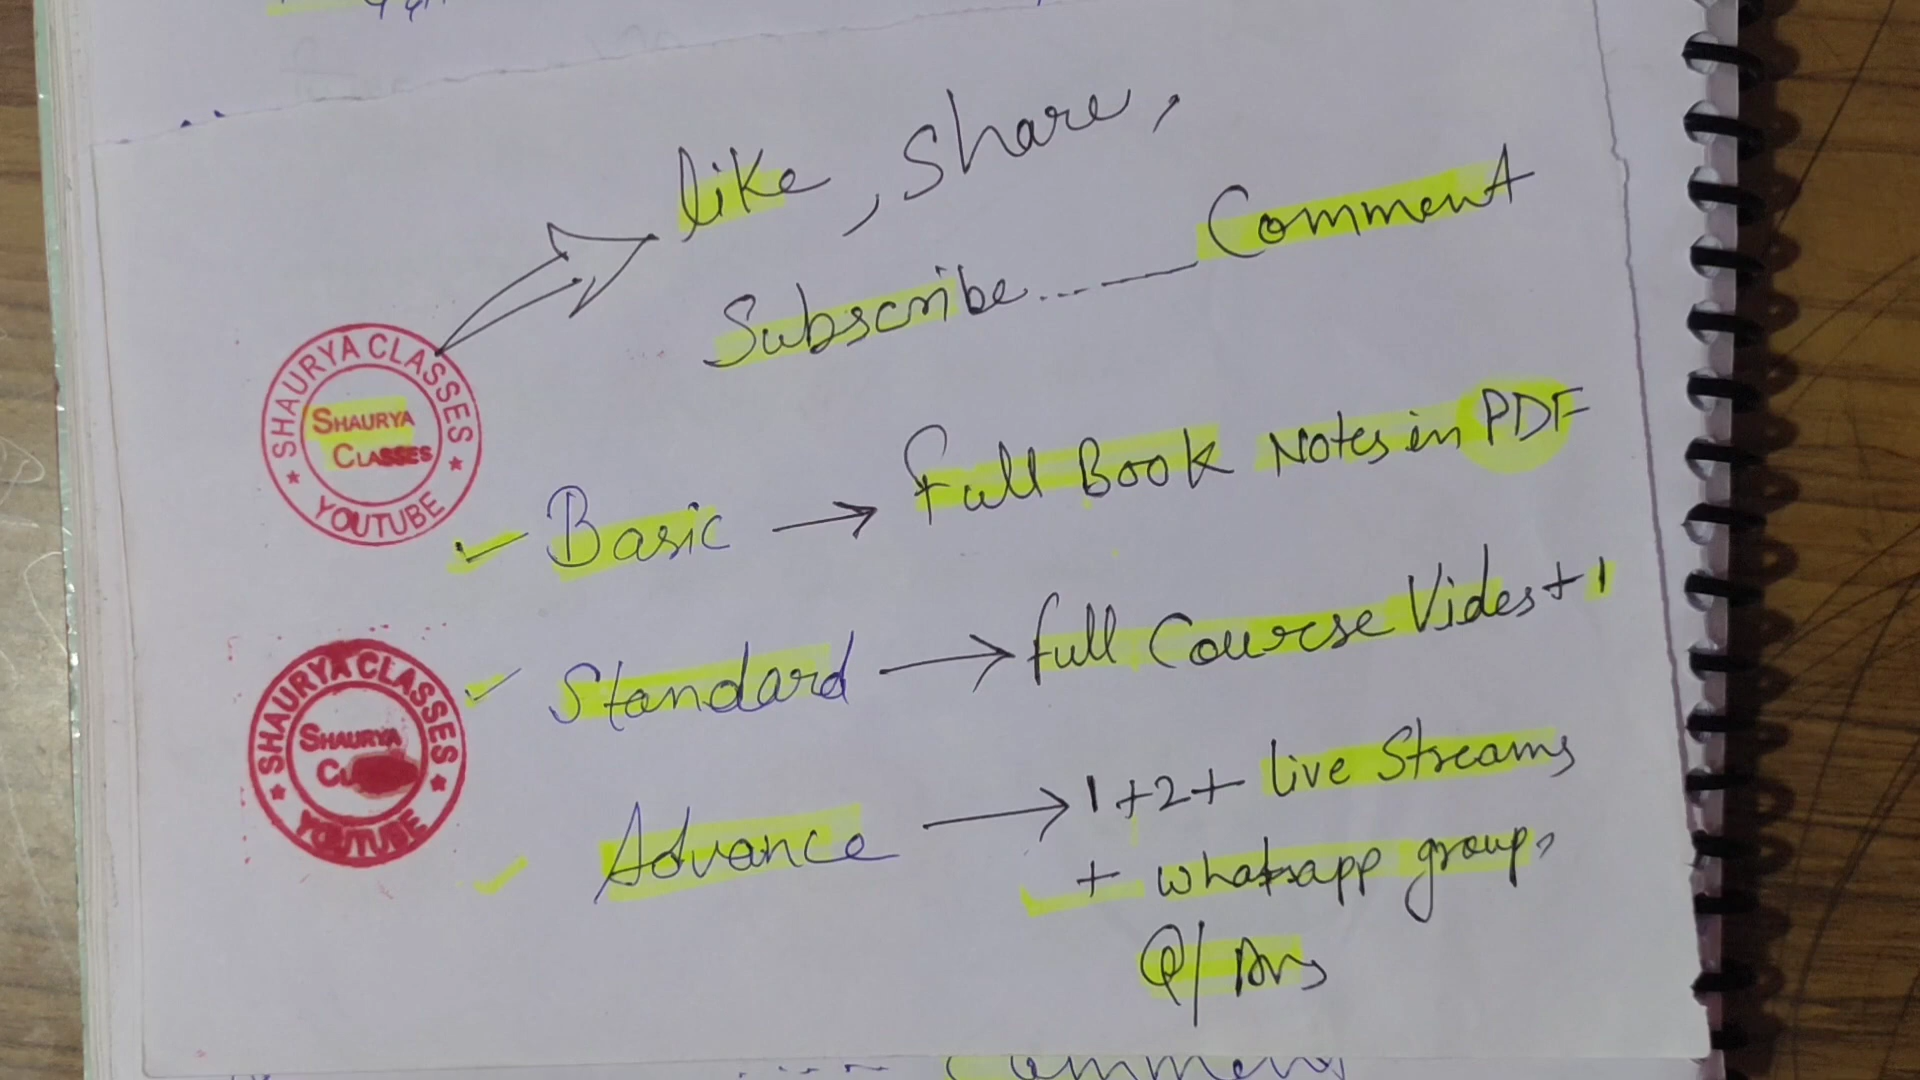 like, Share,
Subscribe....—— Comment
SHAURYA CLASSES
SHAURYA
CLASSES
★ YOUTUBE ★
✓ Basic → Full Book Notes in PDF
✓ Standard → full Course Vides + 1
SHAURYA CLASSES
SHAURYA
★ YOUTUBE ★
Advance → 1+2+ live Streams
+ whatsapp group,
Q/Ans
.... Comment